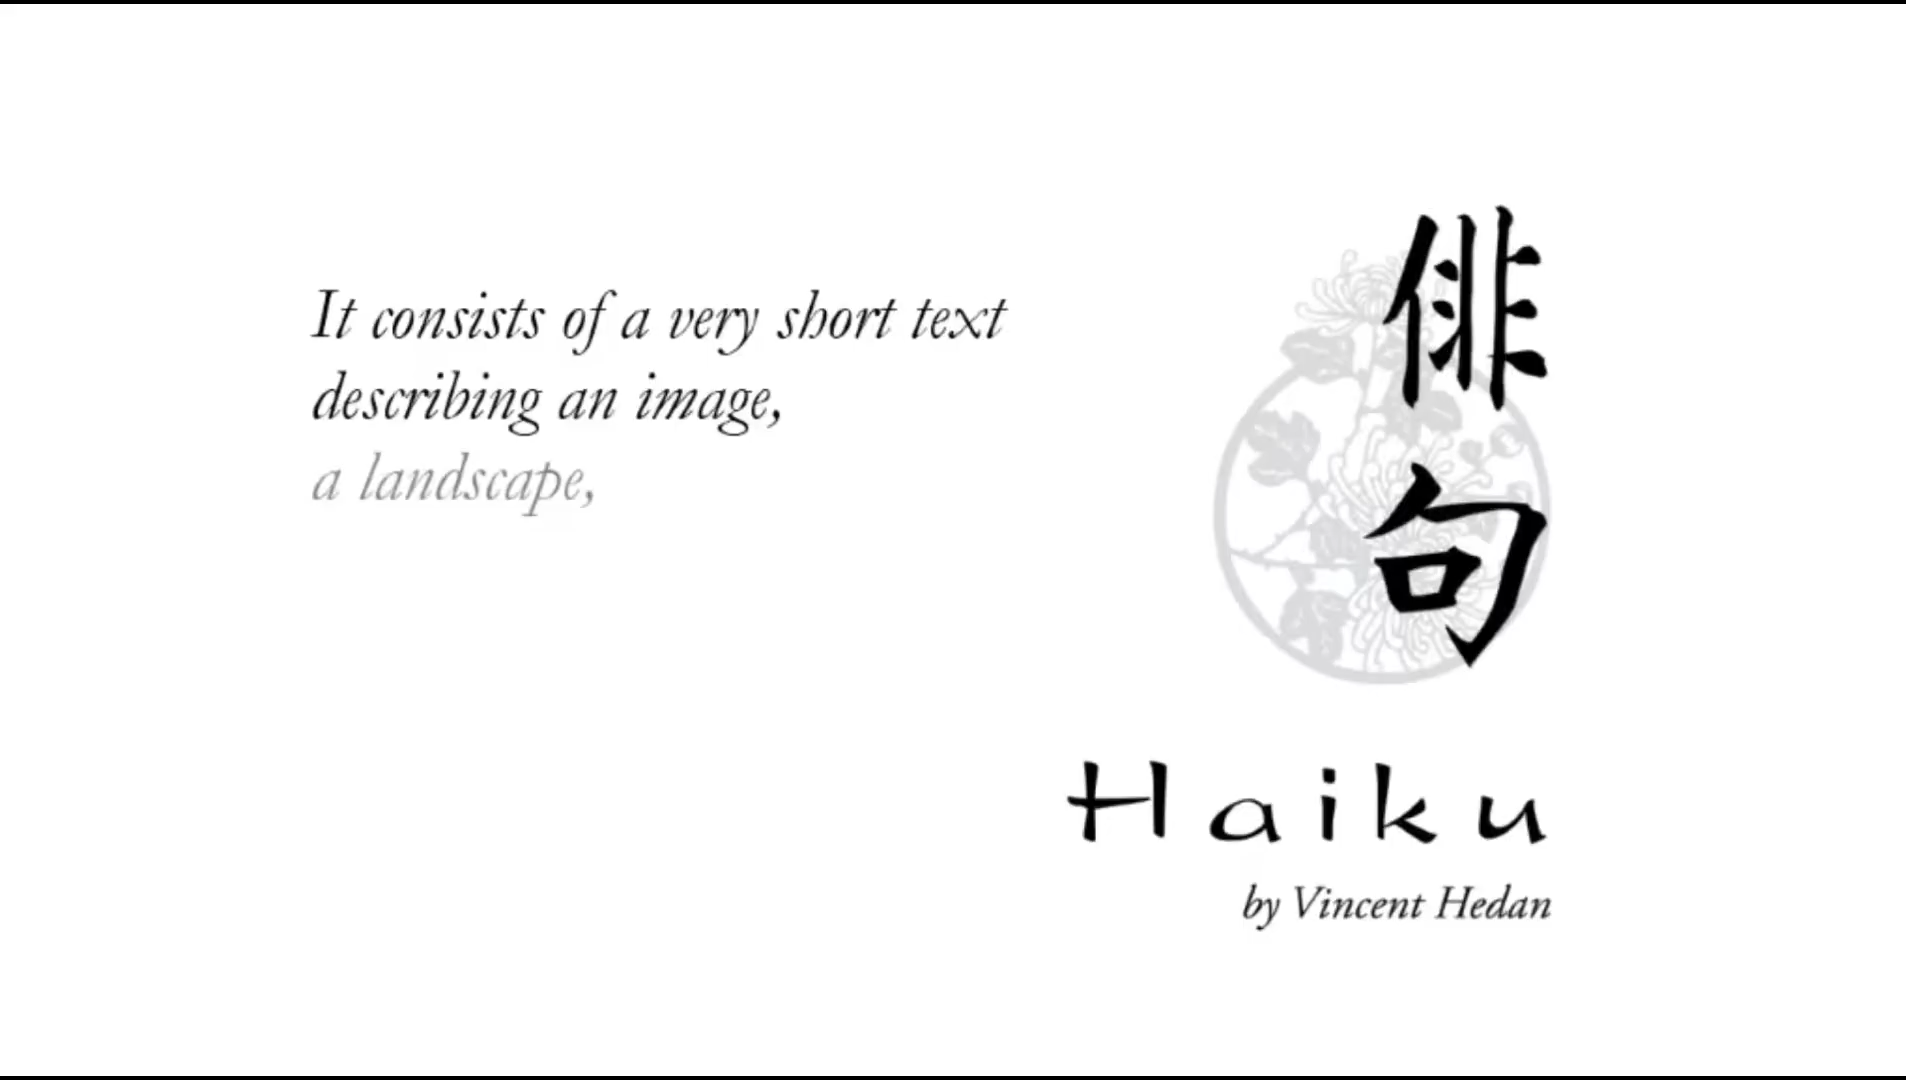 It consists of a very short text
describing an image,
a landscape,
俳句
Haiku
by Vincent Hedan